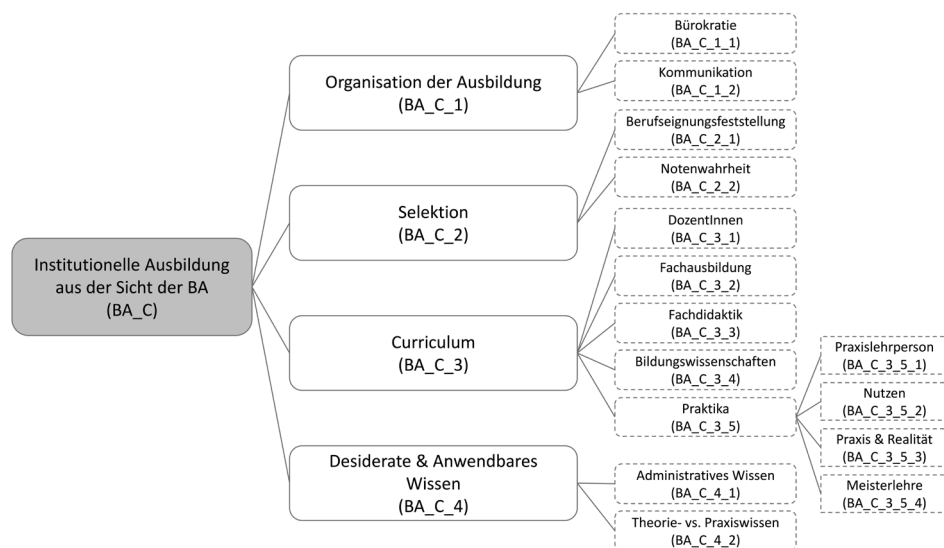 Institutionelle Ausbildung
aus der Sicht der BA
(BA_C)
Organisation der Ausbildung
(BA_C_1)
Bürokratie
(BA_C_1_1)
Kommunikation
(BA_C_1_2)
Selektion
(BA_C_2)
Berufseignungsfeststellung
(BA_C_2_1)
Notenwahrheit
(BA_C_2_2)
Curriculum
(BA_C_3)
DozentInnen
(BA_C_3_1)
Fachausbildung
(BA_C_3_2)
Fachdidaktik
(BA_C_3_3)
Bildungswissenschaften
(BA_C_3_4)
Praktika
(BA_C_3_5)
Praxislehrperson
(BA_C_3_5_1)
Nutzen
(BA_C_3_5_2)
Praxis & Realität
(BA_C_3_5_3)
Meisterlehre
(BA_C_3_5_4)
Desiderate & Anwendbares
Wissen
(BA_C_4)
Administratives Wissen
(BA_C_4_1)
Theorie- vs. Praxiswissen
(BA_C_4_2)